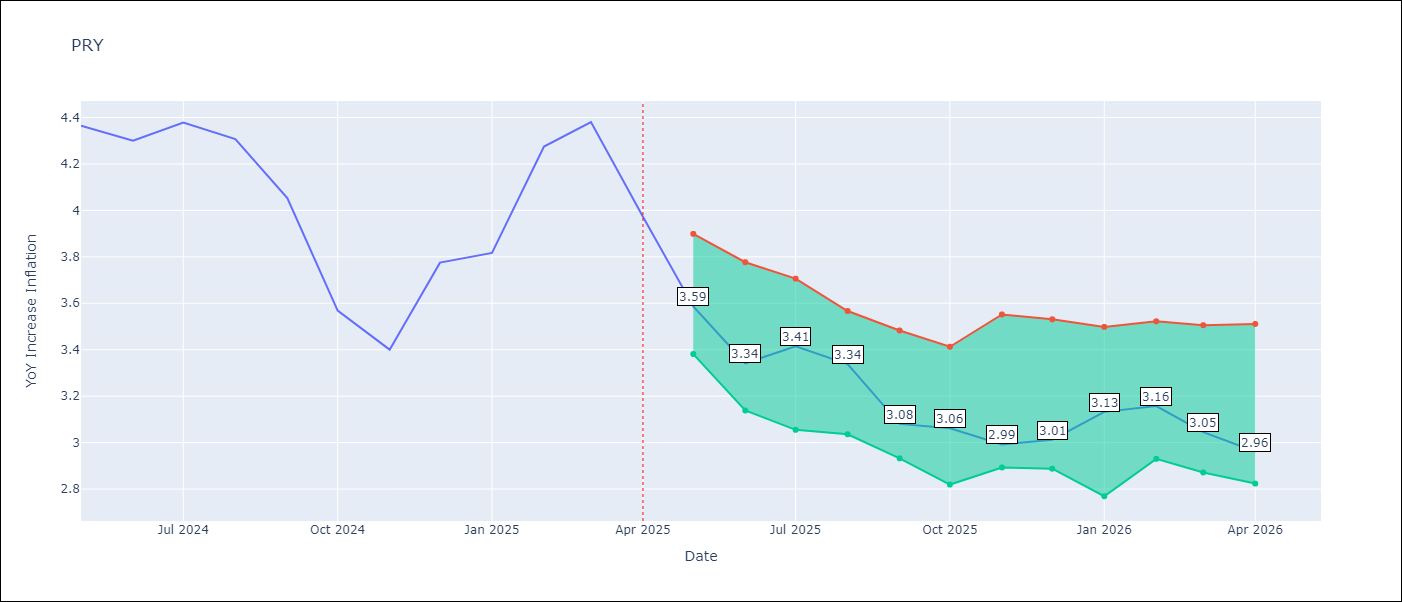 PRY
4.4
4.2
4
3.8
3.6
3.4
3.2
3
2.8
YoY Increase Inflation
3.59
3.34
3.41
3.34
3.08
3.06
2.99
3.01
3.13
3.16
3.05
2.96
Jul 2024
Oct 2024
Jan 2025
Apr 2025
Jul 2025
Oct 2025
Jan 2026
Apr 2026
Date